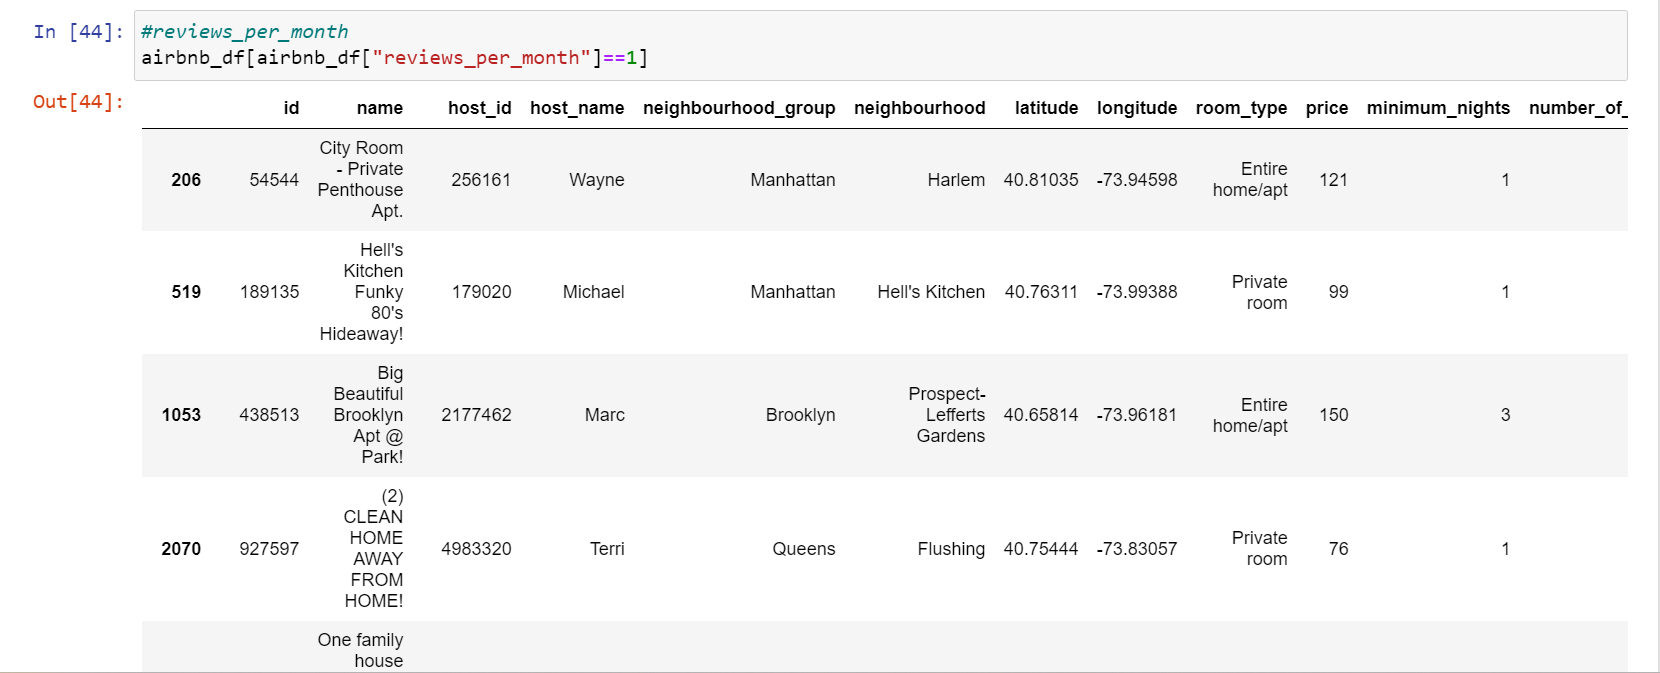 In [44]:
#reviews_per_month
airbnb_df[airbnb_df["reviews_per_month"]==1]
Out[44]:
id name host_id host_name neighbourhood_group neighbourhood latitude longitude room_type price minimum_nights number_of_
206 54544 City Room - Private Penthouse Apt. 256161 Wayne Manhattan Harlem 40.81035 -73.94598 Entire home/apt 121 1
519 189135 Hell's Kitchen Funky 80's Hideaway! 179020 Michael Manhattan Hell's Kitchen 40.76311 -73.99388 Private room 99 1
1053 438513 Big Beautiful Brooklyn Apt @ Park! 2177462 Marc Brooklyn Prospect-Lefferts Gardens 40.65814 -73.96181 Entire home/apt 150 3
2070 927597 (2) CLEAN HOME AWAY FROM HOME! 4983320 Terri Queens Flushing 40.75444 -73.83057 Private room 76 1
One family house